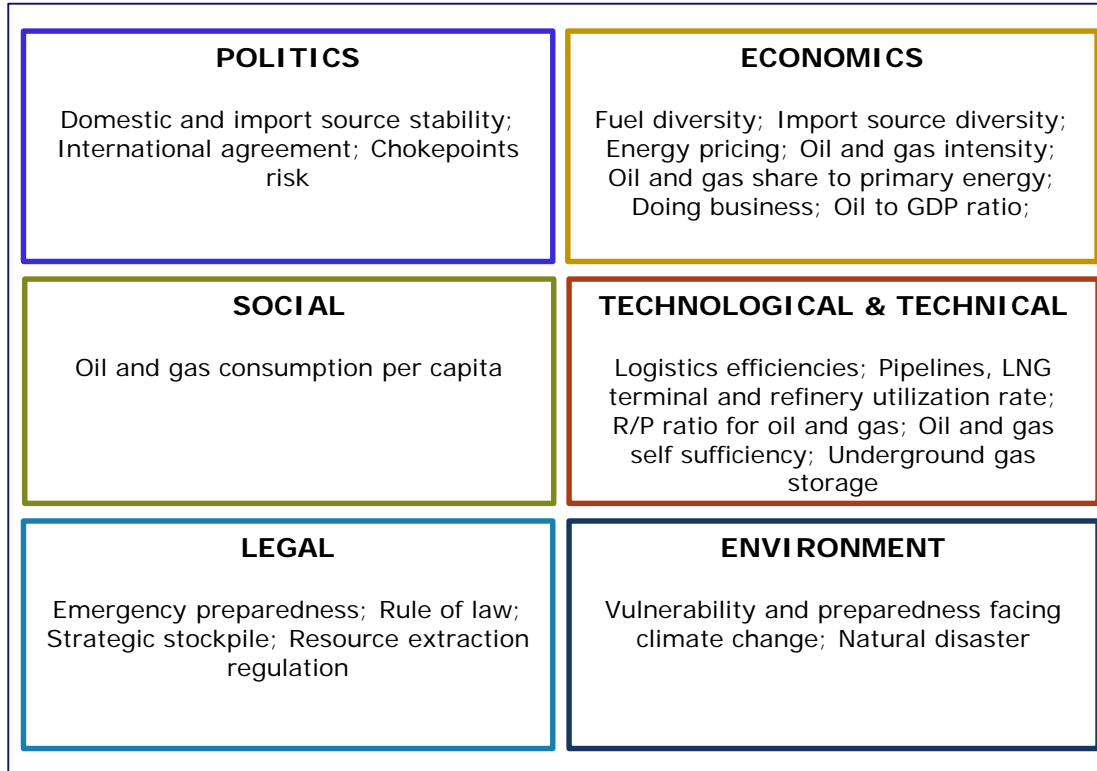 POLITICS
Domestic and import source stability;
International agreement; Chokepoints
risk
ECONOMICS
Fuel diversity; Import source diversity;
Energy pricing; Oil and gas intensity;
Oil and gas share to primary energy;
Doing business; Oil to GDP ratio;
SOCIAL
Oil and gas consumption per capita
TECHNOLOGICAL & TECHNICAL
Logistics efficiencies; Pipelines, LNG
terminal and refinery utilization rate;
R/P ratio for oil and gas; Oil and gas
self sufficiency; Underground gas
storage
LEGAL
Emergency preparedness; Rule of law;
Strategic stockpile; Resource extraction
regulation
ENVIRONMENT
Vulnerability and preparedness facing
climate change; Natural disaster